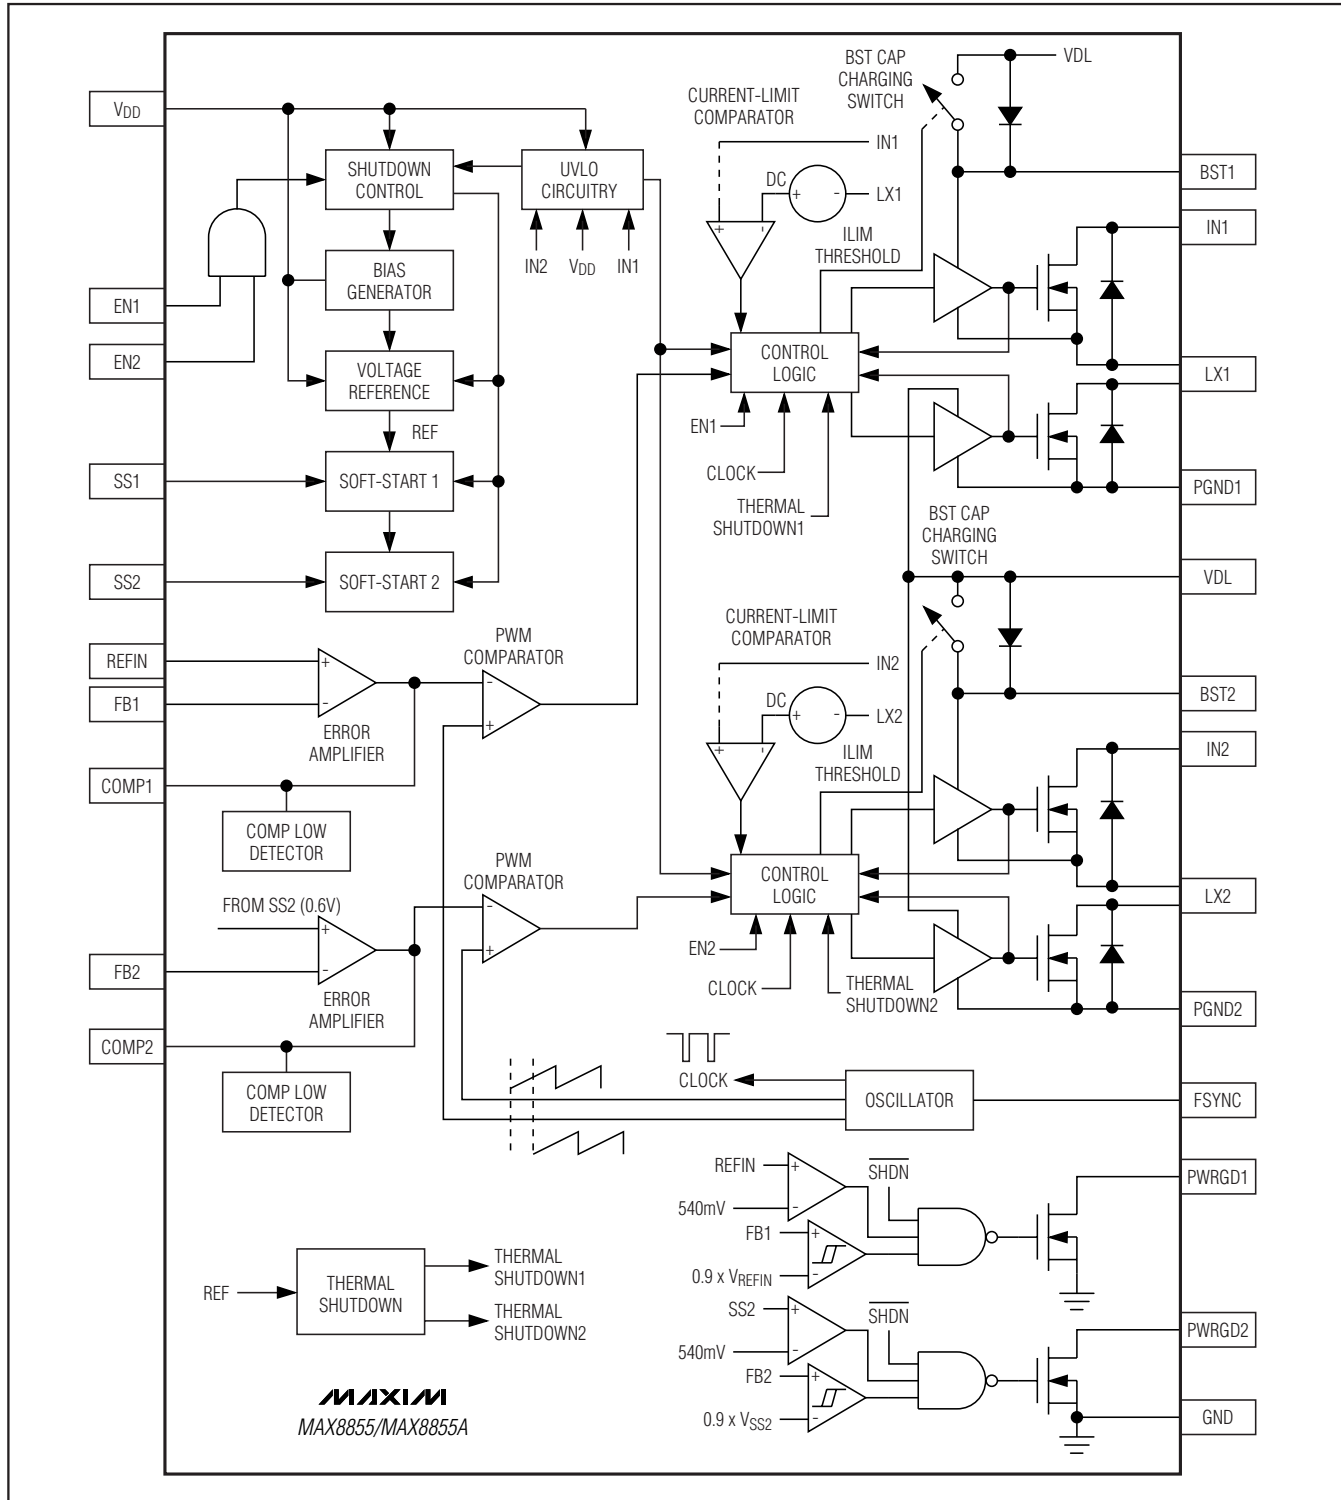 VDD
EN1
EN2
SS1
SS2
REFIN
FB1
COMP1
FB2
COMP2
SHUTDOWN
CONTROL
UVLO
CIRCUITRY
IN2
VDD
IN1
BIAS
GENERATOR
VOLTAGE
REFERENCE
REF
SOFT-START 1
SOFT-START 2
+
-
ERROR
AMPLIFIER
PWM
COMPARATOR
-
+
COMP LOW
DETECTOR
FROM SS2 (0.6V)
+
-
ERROR
AMPLIFIER
PWM
COMPARATOR
-
+
COMP LOW
DETECTOR
CURRENT-LIMIT
COMPARATOR
IN1
DC
+
-
LX1
+
-
ILIM
THRESHOLD
BST CAP
CHARGING
SWITCH
VDL
CONTROL
LOGIC
EN1
CLOCK
THERMAL
SHUTDOWN1
BST CAP
CHARGING
SWITCH
CURRENT-LIMIT
COMPARATOR
IN2
DC
+
-
LX2
+
-
ILIM
THRESHOLD
CONTROL
LOGIC
EN2
CLOCK
THERMAL
SHUTDOWN2
CLOCK
OSCILLATOR
REFIN
+
540mV
-
SHDN
FB1
+
0.9 x VREFIN
-
SS2
+
540mV
-
SHDN
FB2
+
0.9 x VSS2
-
REF
THERMAL
SHUTDOWN
THERMAL
SHUTDOWN1
THERMAL
SHUTDOWN2
MAXIM
MAX8855/MAX8855A
BST1
IN1
LX1
PGND1
VDL
BST2
IN2
LX2
PGND2
FSYNC
PWRGD1
PWRGD2
GND